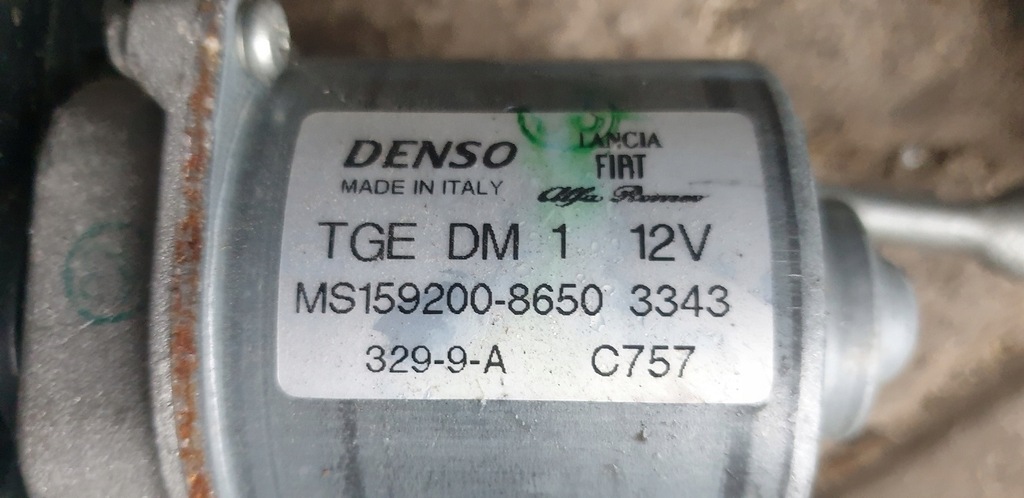 DENSO
MADE IN ITALY
LANCIA
FIAT
Alfa Romeo
TGE DM 1 12V
MS159200-8650 3343
329-9-A C757